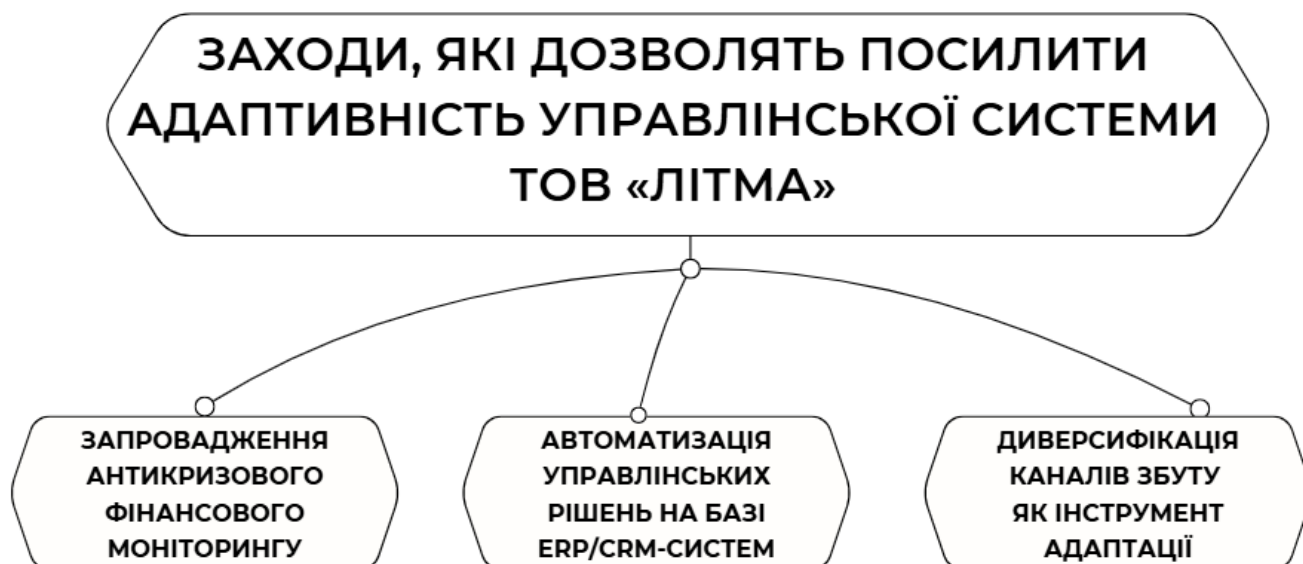 ЗАХОДИ, ЯКІ ДОЗВОЛЯТЬ ПОСИЛИТИ
АДАПТИВНІСТЬ УПРАВЛІНСЬКОЇ СИСТЕМИ
ТОВ «ЛІТМА»
ЗАПРОВАДЖЕННЯ
АНТИКРИЗОВОГО
ФІНАНСОВОГО
МОНІТОРИНГУ
АВТОМАТИЗАЦІЯ
УПРАВЛІНСЬКИХ
РІШЕНЬ НА БАЗІ
ERP/CRM-СИСТЕМ
ДИВЕРСИФІКАЦІЯ
КАНАЛІВ ЗБУТУ
ЯК ІНСТРУМЕНТ
АДАПТАЦІЇ